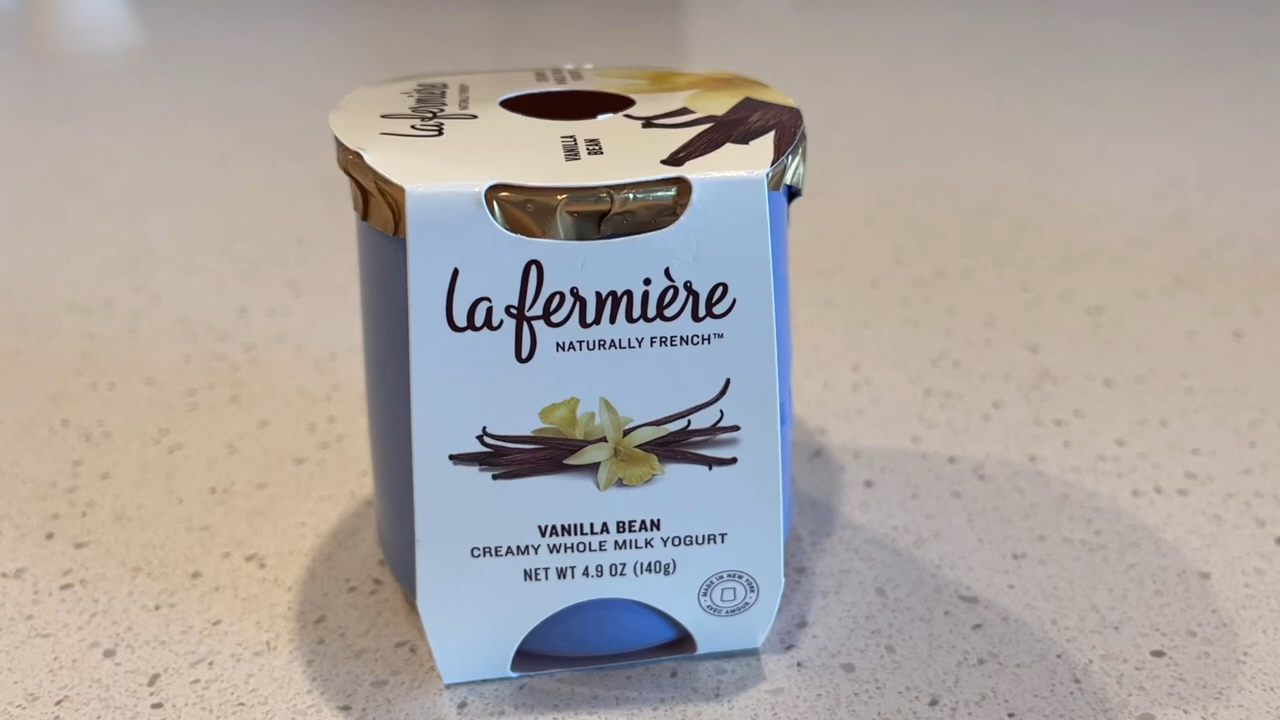 la fermière
VANILLA
BEAN
la fermière
NATURALLY FRENCH™
VANILLA BEAN
CREAMY WHOLE MILK YOGURT
NET WT 4.9 OZ (140g)
MADE IN NEW YORK
AVEC AMOUR